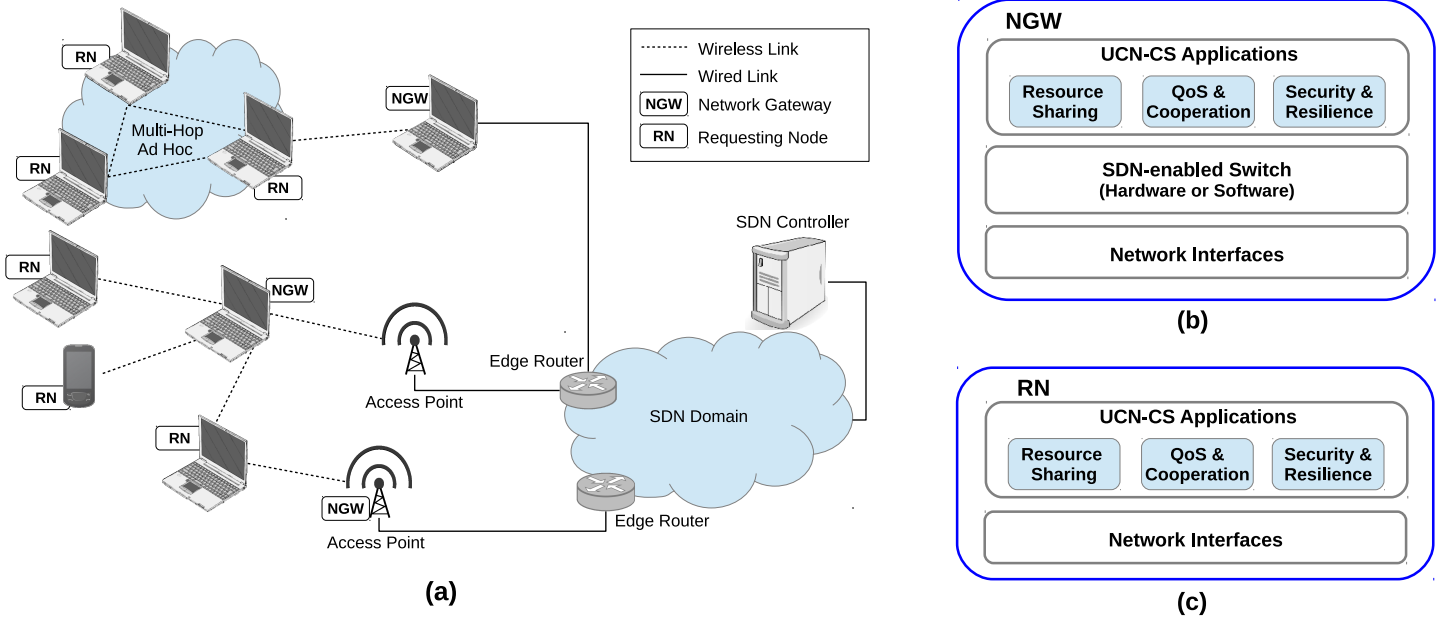 RN
Multi-Hop
Ad Hoc
RN
RN
NGW
Wireless Link
Wired Link
NGW
Network Gateway
RN
Requesting Node
RN
NGW
RN
RN
Access Point
NGW
Access Point
Edge Router
SDN Controller
SDN Domain
Edge Router
(a)
NGW
UCN-CS Applications
Resource
Sharing
QoS &
Cooperation
Security &
Resilience
SDN-enabled Switch
(Hardware or Software)
Network Interfaces
(b)
RN
UCN-CS Applications
Resource
Sharing
QoS &
Cooperation
Security &
Resilience
Network Interfaces
(c)